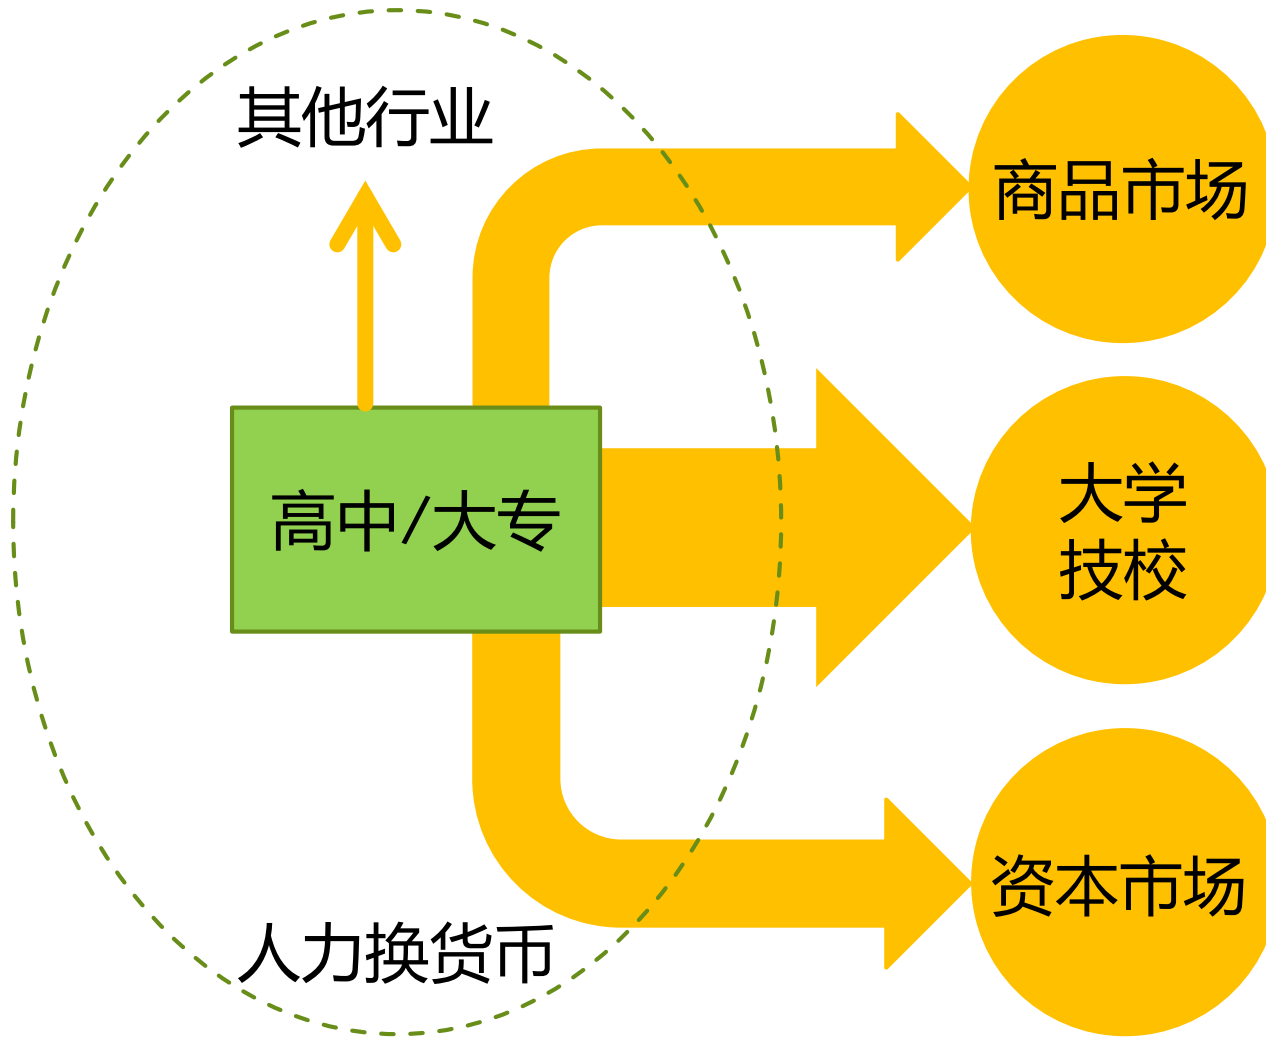 其他行业
商品市场
高中/大专
大学
技校
资本市场
人力换货币